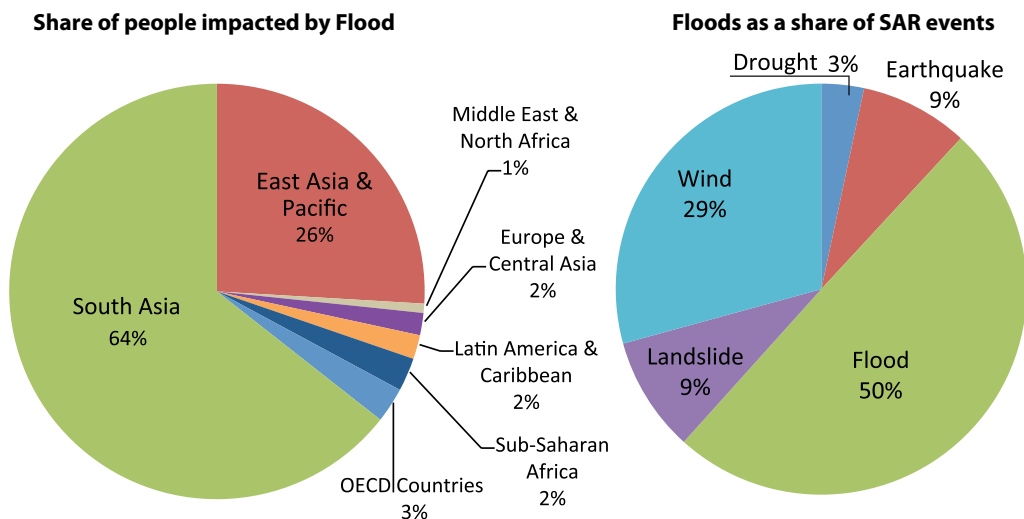 Share of people impacted by Flood
East Asia &
Pacific
26%
Middle East &
North Africa
1%
Europe &
Central Asia
2%
Latin America &
Caribbean
2%
Sub-Saharan
Africa
2%
OECD Countries
3%
South Asia
64%
Floods as a share of SAR events
Drought 3%
Earthquake
9%
Flood
50%
Landslide
9%
Wind
29%